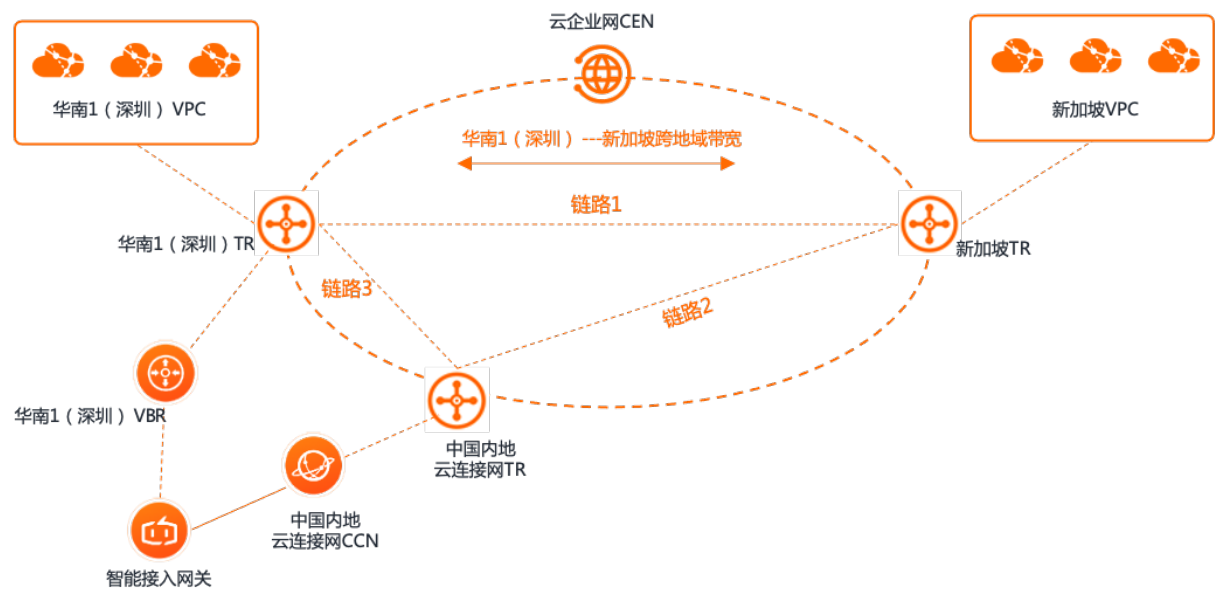 云企业网CEN
华南1（深圳） VPC
新加坡VPC
华南1（深圳） ---新加坡跨地域带宽
链路1
华南1（深圳）TR
新加坡TR
链路3
链路2
华南1（深圳） VBR
中国内地
云连接网TR
中国内地
云连接网CCN
智能接入网关